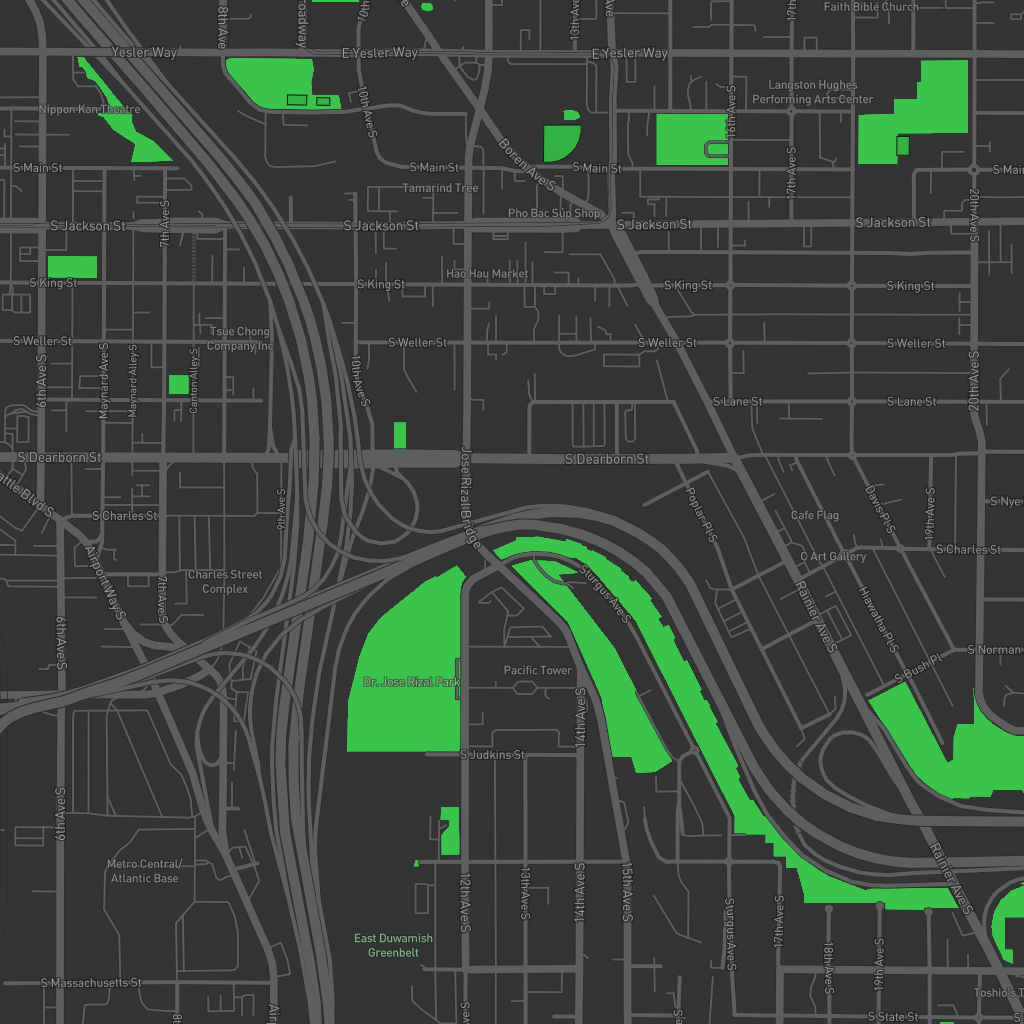 8th Ave
oadway
10th
13th Ave
Ave
17th
Faith Bible Church
Yesler Way
E Yesler Way
E Yesler Way
Langston Hughes
Performing Arts Center
Nippon Kan Theatre
10th Ave S
16th Ave S
Boren Ave S
17th Ave S
S Main St
S Main St
S Main St
S Main
Tamarind Tree
20th Ave S
7th Ave S
Pho Bac Sup Shop
S Jackson St
S Jackson St
S Jackson St
S Jackson St
Hao Hau Market
S King St
S King St
S King St
S King St
Tsue Chong
Company Inc
S Weller St
S Weller St
S Weller St
S Weller St
6th Ave S
Maynard Ave S
Maynard Alley S
Canton Alley S
10th Ave S
20th Ave S
S Lane St
S Lane St
S Dearborn St
S Dearborn St
Jose Rizal Bridge
attle Blvd S
9th Ave S
Poplar Pl S
Davis Pl S
19th Ave S
S Nye
S Charles St
Cafe Flag
Airport Way S
C Art Gallery
S Charles St
Charles Street
Complex
7th Ave S
Sturgus Ave S
Rainier Ave S
Hiawatha Pl S
6th Ave S
S Norman
Pacific Tower
S Bush Pl
Dr. Jose Rizal Park
14th Ave S
S Judkins St
6th Ave S
Metro Central/
Atlantic Base
Rainier Ave S
12th Ave S
13th Ave S
14th Ave S
15th Ave S
Sturgus Ave S
17th Ave S
18th Ave S
19th Ave S
East Duwamish
Greenbelt
S Massachusetts St
Toshio's T
8t
Air
ve S
S
S State St
S